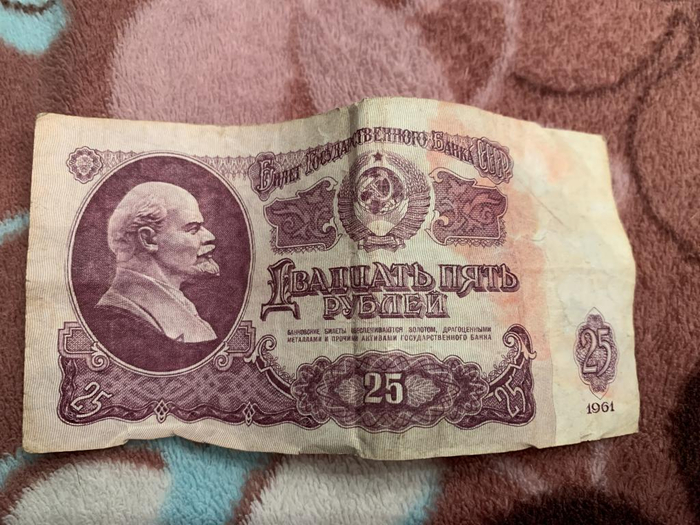 Билет Государственного Банка СССР
Двадцать пять
рублей
БАНКОВСКИЕ БИЛЕТЫ ОБЕСПЕЧИВАЮТСЯ ЗОЛОТОМ, ДРАГОЦЕННЫМИ
МЕТАЛЛАМИ И ПРОЧИМИ АКТИВАМИ ГОСУДАРСТВЕННОГО БАНКА
25
25
25
25
1961